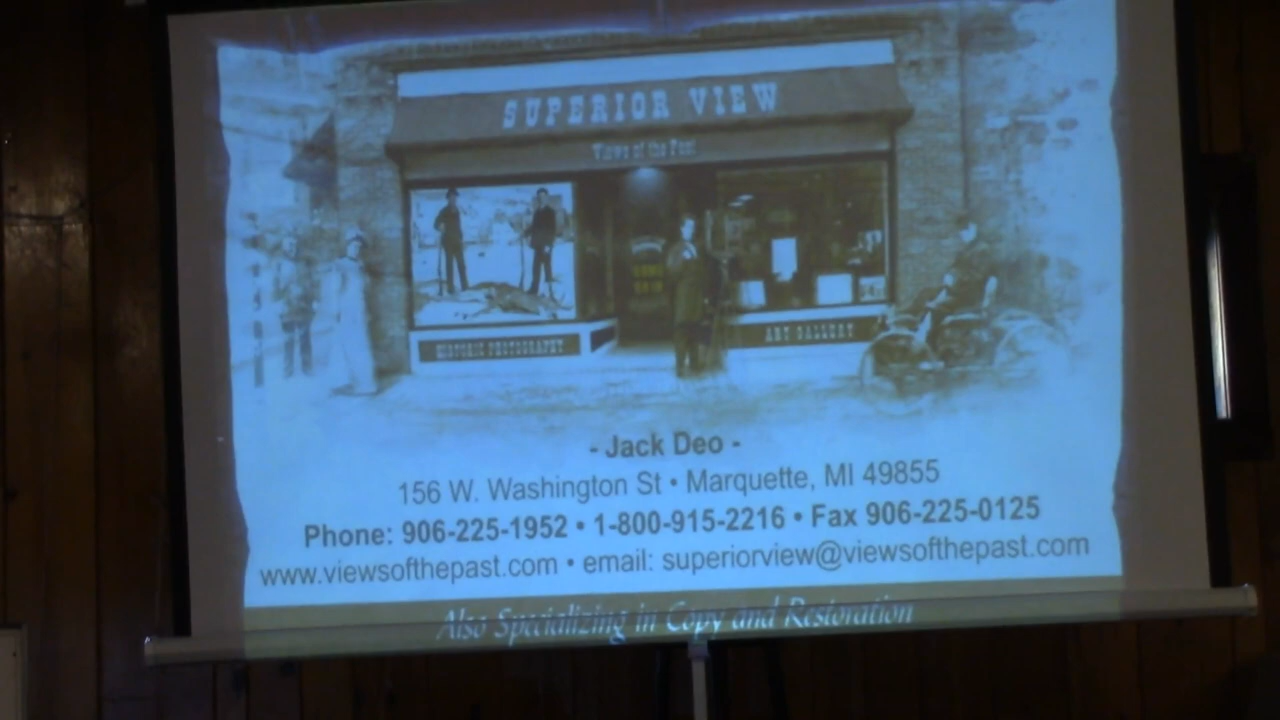 SUPERIOR VIEW
Views of the Past
HISTORIC PHOTOGRAPHY
ART GALLERY
- Jack Deo -
156 W. Washington St • Marquette, MI 49855
Phone: 906-225-1952 • 1-800-915-2216 • Fax 906-225-0125
www.viewsofthepast.com • email: superiorview@viewsofthepast.com
Also Specializing in Copy and Restoration